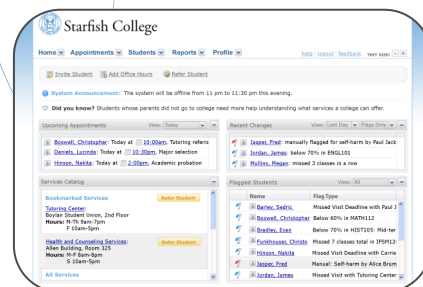 Starfish College
Home Appointments Students Reports Profile
help logout feedback TEXT SIZE: - +
Invite Student Add Office Hours Refer Student
System Announcement: The system will be offline from 11 pm to 11:30 pm this evening.
Did you know? Students whose parents did not go to college need more help understanding what services a college can offer.
Upcoming Appointments View: Today
Boswell, Christopher: Today at 10:00am, Tutoring refers
Daniels, Lucinda: Today at 10:30pm, Major selection
Hinson, Nakita: Today at 2:00pm, Academic probation
Recent Changes View: Last Day Flags Only
Jasper, Fred: manually flagged for self-harm by Paul Jack
Jordan, James: below 70% in ENGL101
Mullins, Megan: missed 3 classes in a row
Services Catalog
Bookmarked Services Refer Student
Tutoring Center:
Boylan Student Union, 2nd Floor
Hours: M-Th 9am-7pm
F 10am-5pm
Health and Counseling Services: Refer Student
Allen Building, Room 325
Hours: M-F 8am-8pm
S 10am-5pm
All Services
Flagged Students View: All
Name Flag Type
Barley, Sedric Missed Visit Deadline with Paul J
Boswell, Christopher Below 60% in MATH112
Bradley, Evan Below 70% in HIST105: Mid-ter
Funkhouser, Christo Missed 7 classes total in IFSM12
Hinson, Nakita Missed Visit Deadline with Carrie
Jasper, Fred Manual: Self-harm by Alice Brum
Jordan, James Missed Visit with Tutoring Center